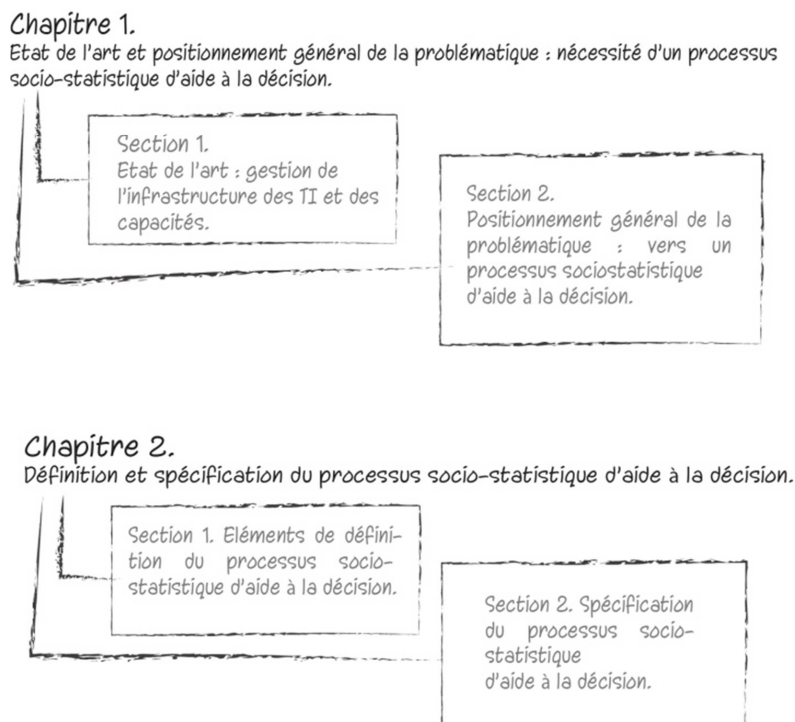 Chapitre 1.
Etat de l'art et positionnement général de la problématique : nécessité d'un processus
socio-statistique d'aide à la décision.
Section 1.
Etat de l'art : gestion de
l'infrastructure des TI et des
capacités.
Section 2.
Positionnement général de la
problématique : vers un
processus sociostatistique
d'aide à la décision.
Chapitre 2.
Définition et spécification du processus socio-statistique d'aide à la décision.
Section 1. Eléments de défini-
tion du processus socio-
statistique d'aide à la décision.
Section 2. Spécification
du processus socio-
statistique
d'aide à la décision.